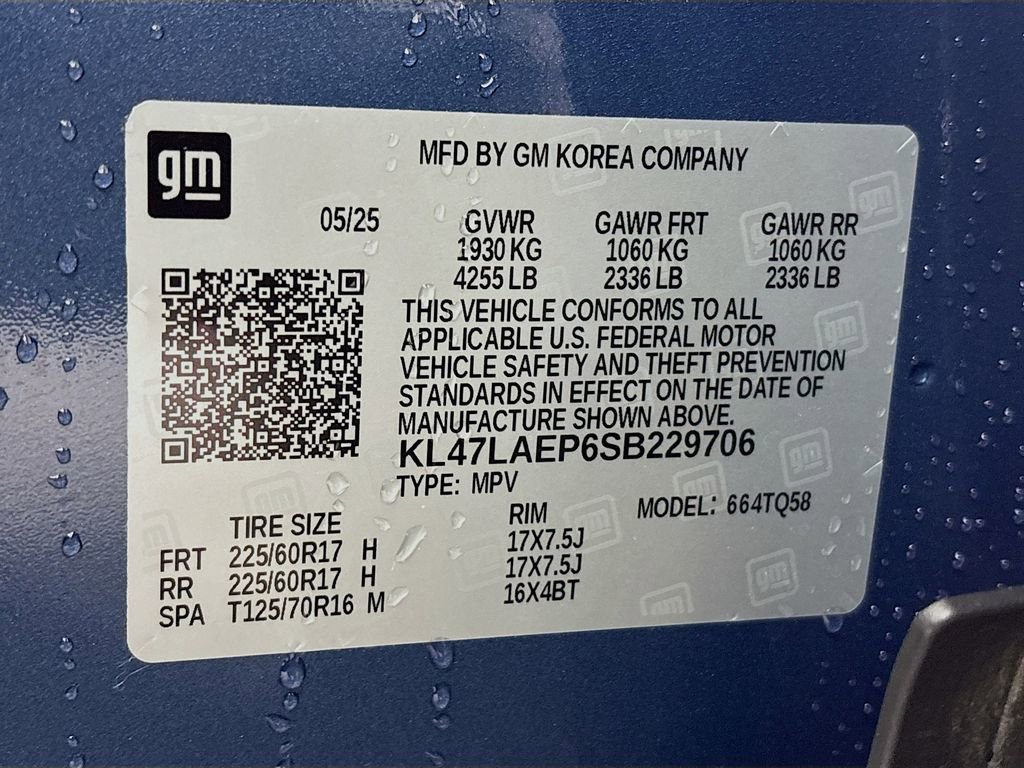 gm
MFD BY GM KOREA COMPANY
05/25 GVWR GAWR FRT GAWR RR
1930 KG 1060 KG 1060 KG
4255 LB 2336 LB 2336 LB
THIS VEHICLE CONFORMS TO ALL
APPLICABLE U.S. FEDERAL MOTOR
VEHICLE SAFETY AND THEFT PREVENTION
STANDARDS IN EFFECT ON THE DATE OF
MANUFACTURE SHOWN ABOVE.
KL47LAEP6SB229706
TYPE: MPV MODEL: 664TQ58
TIRE SIZE RIM
FRT 225/60R17 H 17X7.5J
RR 225/60R17 H 17X7.5J
SPA T125/70R16 M 16X4BT